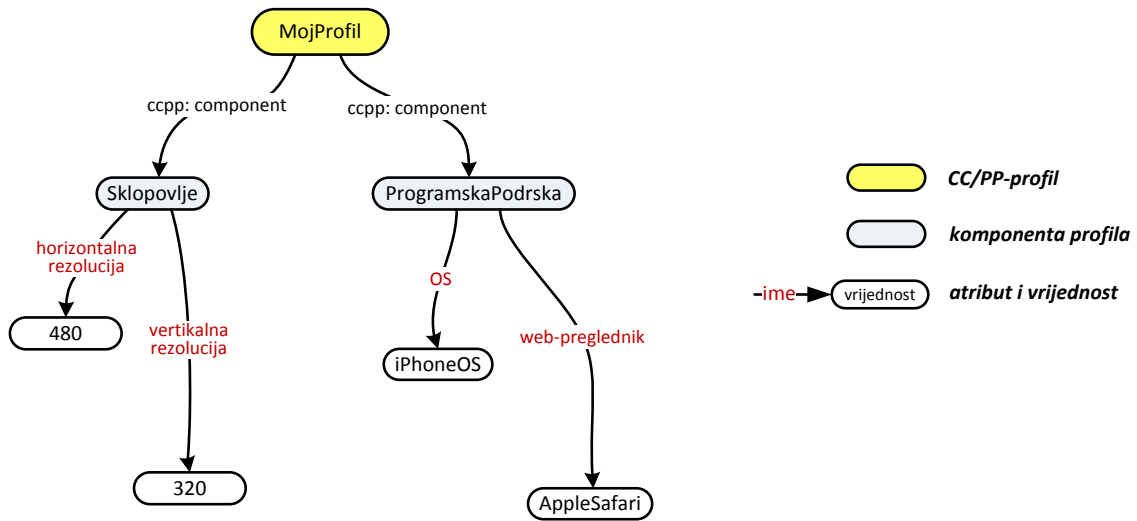 MojProfil
ccpp: component
ccpp: component
Sklopovlje
ProgramskaPodrska
horizontalna
rezolucija
480
vertikalna
rezolucija
320
OS
iPhoneOS
web-preglednik
AppleSafari
CC/PP-profil
komponenta profila
ime
vrijednost
atribut i vrijednost